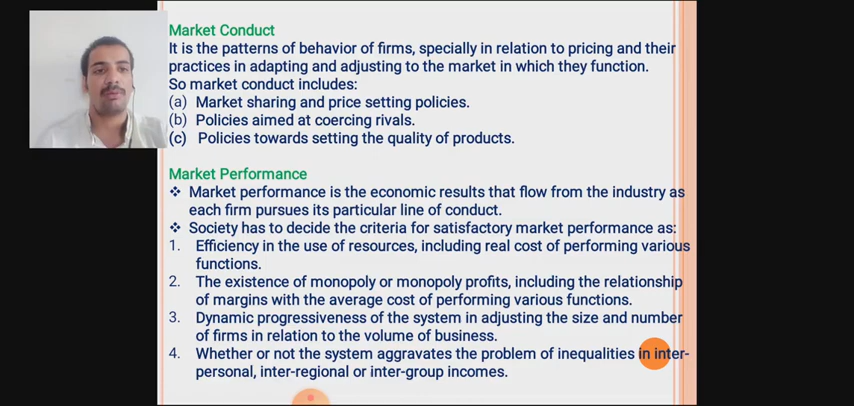 Market Conduct
It is the patterns of behavior of firms, specially in relation to pricing and their
practices in adapting and adjusting to the market in which they function.
So market conduct includes:
(a) Market sharing and price setting policies.
(b) Policies aimed at coercing rivals.
(c) Policies towards setting the quality of products.
Market Performance
❖ Market performance is the economic results that flow from the industry as
each firm pursues its particular line of conduct.
❖ Society has to decide the criteria for satisfactory market performance as:
1. Efficiency in the use of resources, including real cost of performing various
functions.
2. The existence of monopoly or monopoly profits, including the relationship
of margins with the average cost of performing various functions.
3. Dynamic progressiveness of the system in adjusting the size and number
of firms in relation to the volume of business.
4. Whether or not the system aggravates the problem of inequalities in inter-
personal, inter-regional or inter-group incomes.